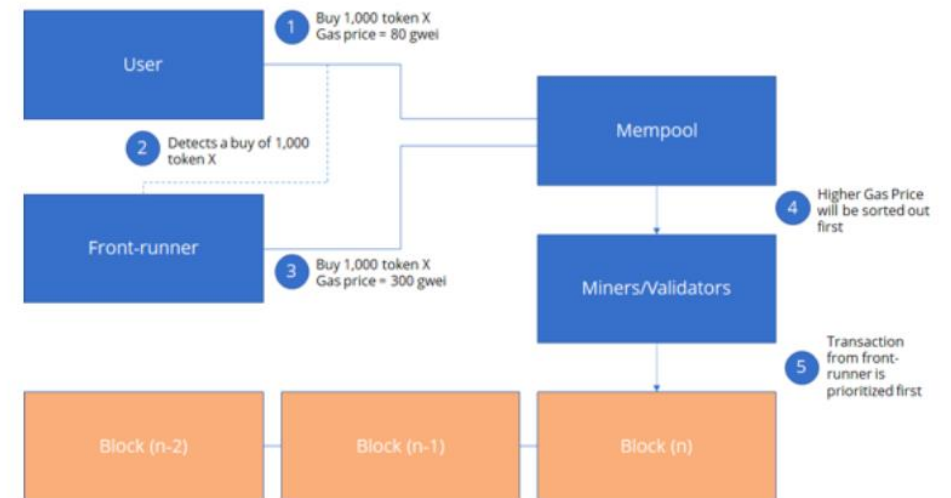 1
Buy 1,000 token X
Gas price = 80 gwei
User
Mempool
2
Detects a buy of 1,000
token X
4
Higher Gas Price
will be sorted out
first
Front-runner
3
Buy 1,000 token X
Gas price = 300 gwei
Miners/Validators
5
Transaction
from front-
runner is
prioritized first
Block (n-2)
Block (n-1)
Block (n)